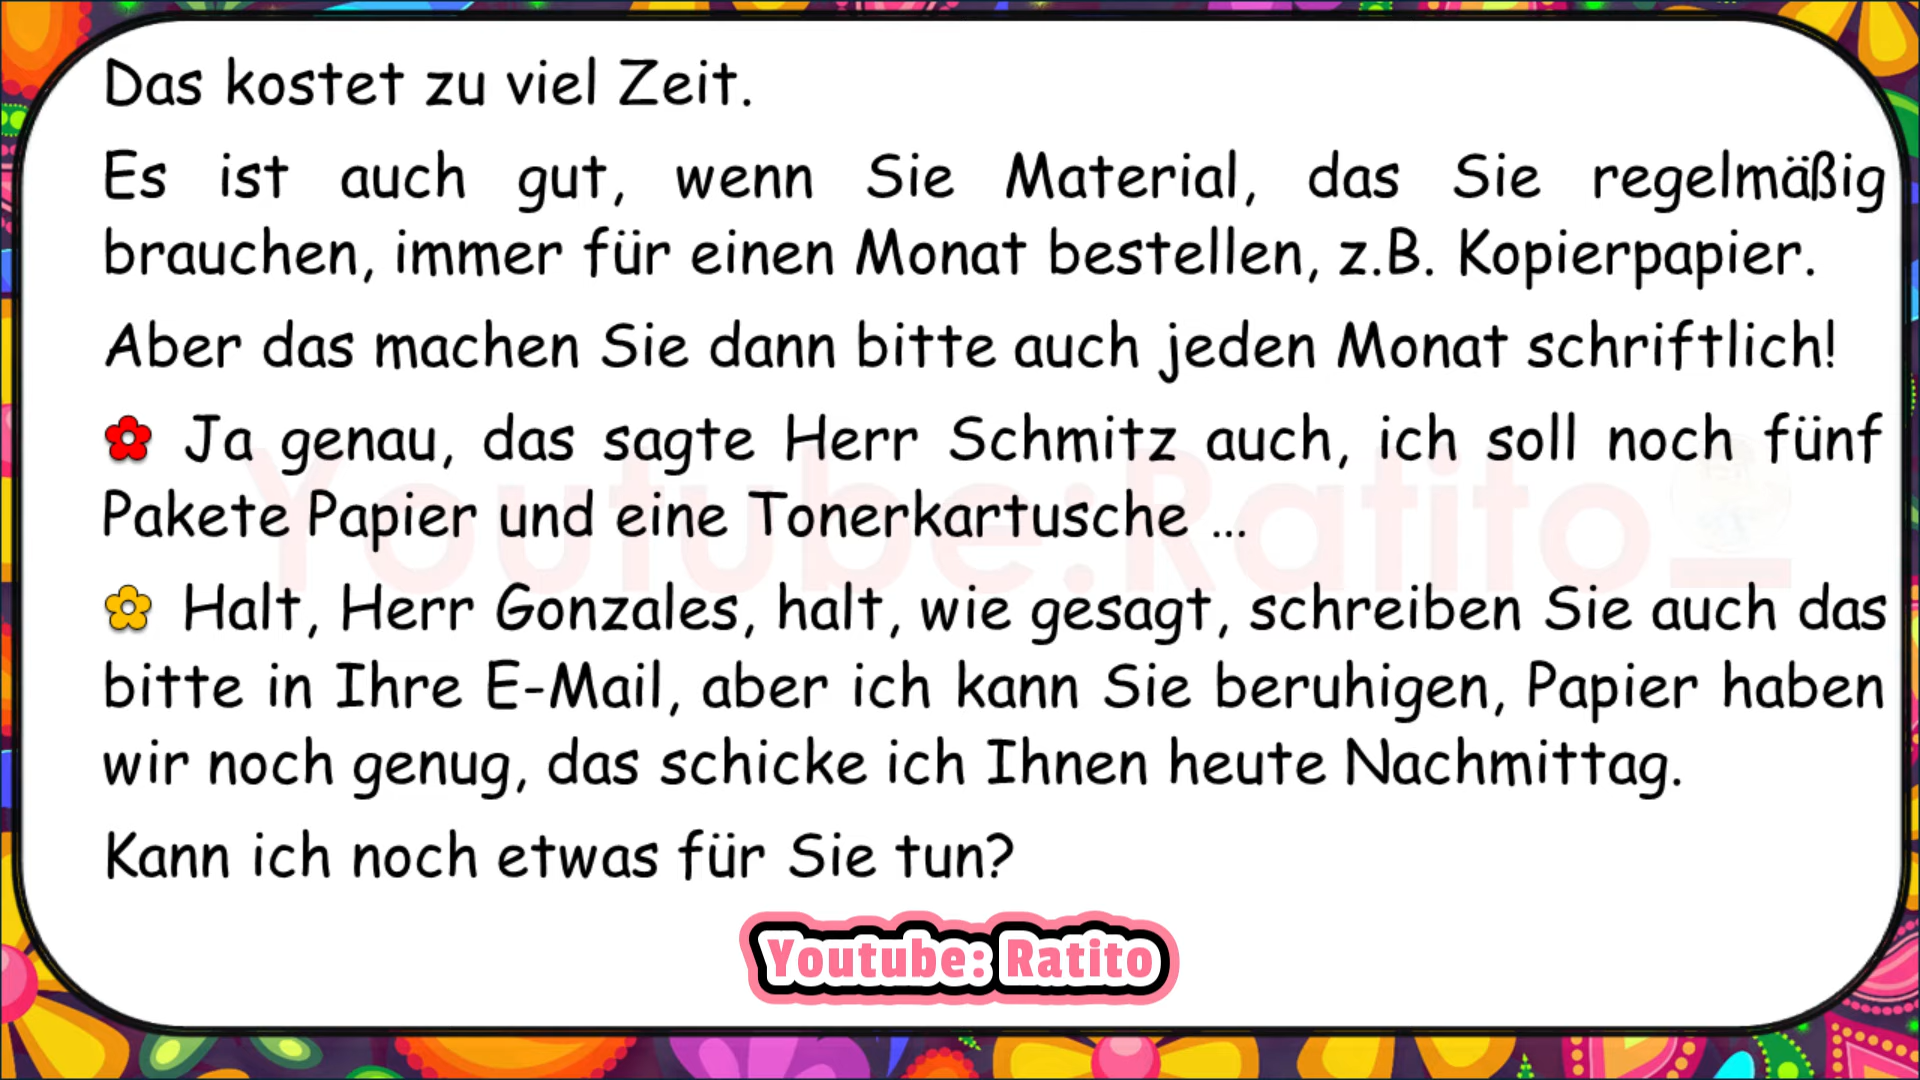 Das kostet zu viel Zeit.
Es ist auch gut, wenn Sie Material, das Sie regelmäßig
brauchen, immer für einen Monat bestellen, z.B. Kopierpapier.
Aber das machen Sie dann bitte auch jeden Monat schriftlich!
Ja genau, das sagte Herr Schmitz auch, ich soll noch fünf
Pakete Papier und eine Tonerkartusche ...
Halt, Herr Gonzales, halt, wie gesagt, schreiben Sie auch das
bitte in Ihre E-Mail, aber ich kann Sie beruhigen, Papier haben
wir noch genug, das schicke ich Ihnen heute Nachmittag.
Kann ich noch etwas für Sie tun?
Youtube:Ratito
Youtube: Ratito